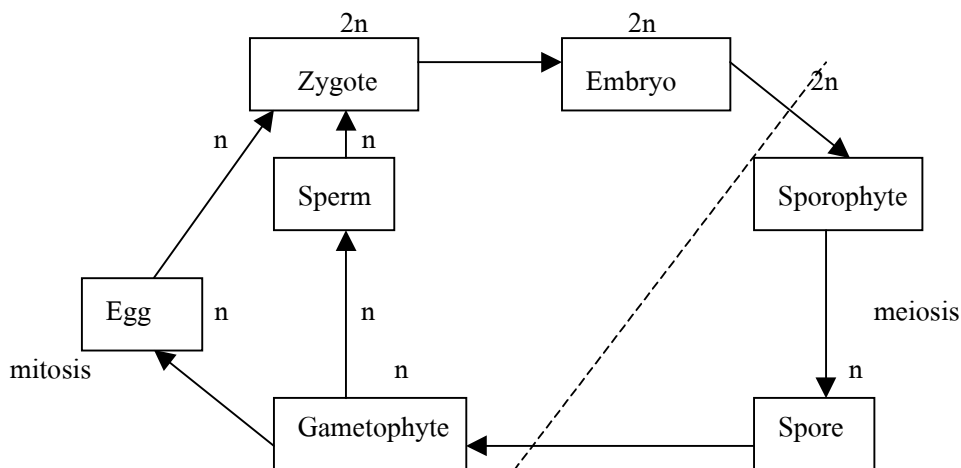 2n
2n
Zygote
Embryo
2n
n
n
Sperm
Sporophyte
Egg
n
n
meiosis
mitosis
n
n
Gametophyte
Spore